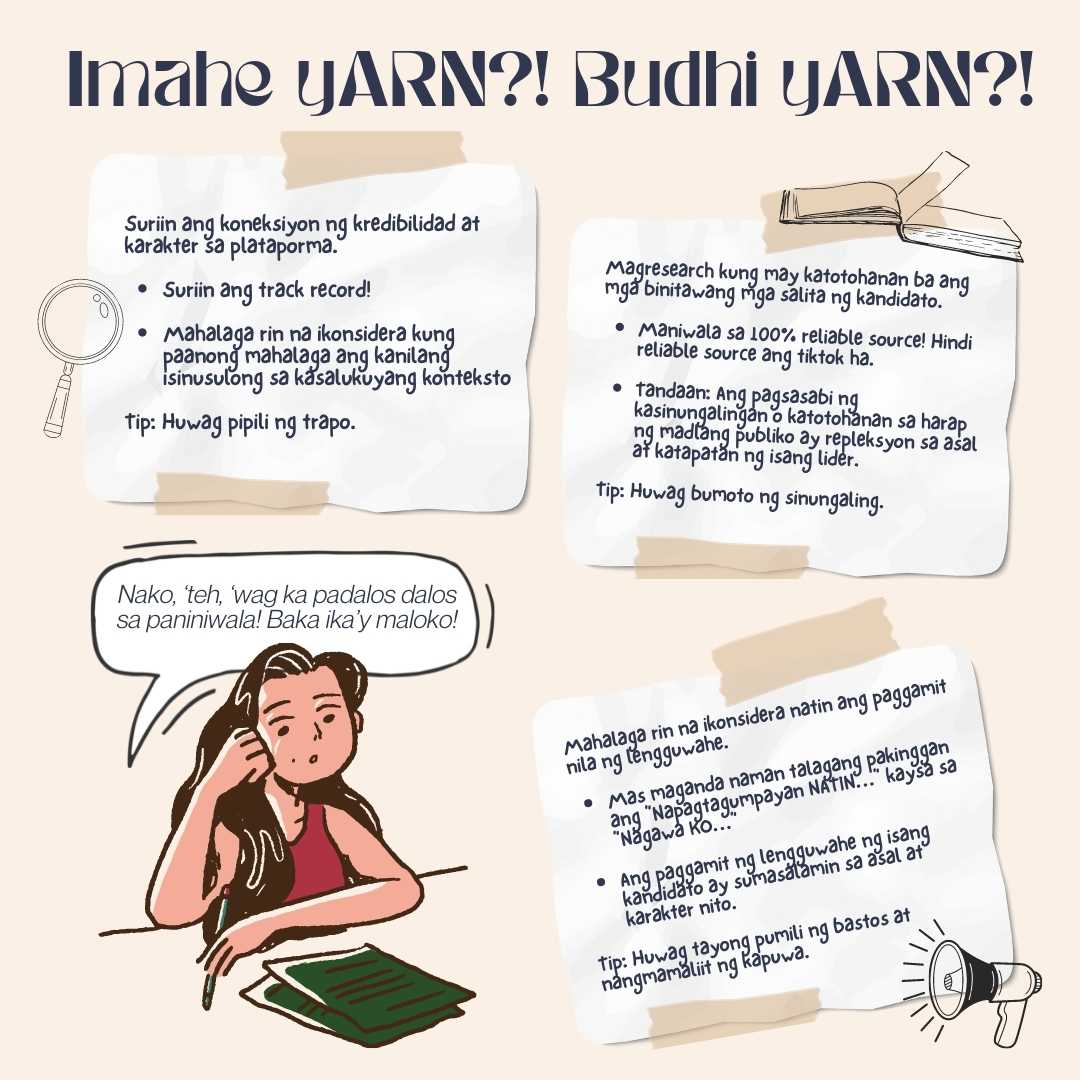 Imahe yARN?! Budhi yARN?!
Suriin ang koneksiyon ng kredibilidad at
karakter sa plataporma.
• Suriin ang track record!
• Mahalaga rin na ikonsidera kung
paanong mahalaga ang kanilang
isinusulong sa kasalukuyang konteksto
Tip: Huwag pipili ng trapo.
Magresearch kung may katotohanan ba ang
mga binitawang mga salita ng kandidato.
• Maniwala sa 100% reliable source! Hindi
reliable source ang tiktok ha.
• Tandaan: Ang pagsasabi ng
kasinungalingan o katotohanan sa harap
ng madlang publiko ay repleksyon sa asal
at katapatan ng isang lider.
Tip: Huwag bumoto ng sinungaling.
Nako, 'teh, 'wag ka padalos dalos
sa paniniwala! Baka ika'y maloko!
Mahalaga rin na ikonsidera natin ang paggamit
nila ng lengguwahe.
• Mas maganda naman talagang pakinggan
ang "Napagtagumpayan NATIN..." kaysa sa
"Nagawa KO..."
• Ang paggamit ng lengguwahe ng isang
kandidato ay sumasalamin sa asal at
karakter nito.
Tip: Huwag tayong pumili ng bastos at
nangmamaliit ng kapuwa.